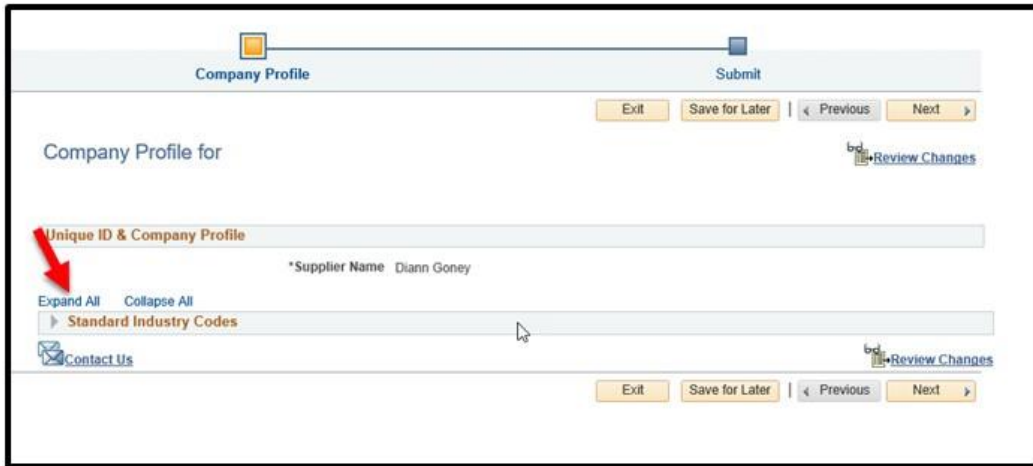 Company Profile Submit
Exit Save for Later | Previous Next
Company Profile for Review Changes
Unique ID & Company Profile
*Supplier Name Diann Goney
Expand All Collapse All
Standard Industry Codes
Contact Us Review Changes
Exit Save for Later | Previous Next